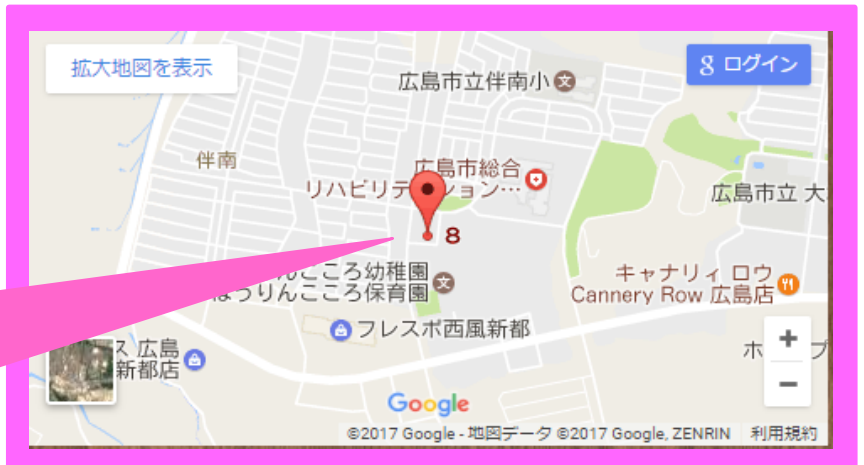 拡大地図を表示
g ログイン
広島市立伴南小
伴南
広島市総合
リハビリテーション…
広島市立 大
8
こころ幼稚園
うりんこころ保育園
キャナリィ ロウ
Cannery Row 広島店
フレスポ西風新都
ス 広島
新都店
ホ プ
+
−
Google
©2017 Google - 地図データ ©2017 Google, ZENRIN 利用規約